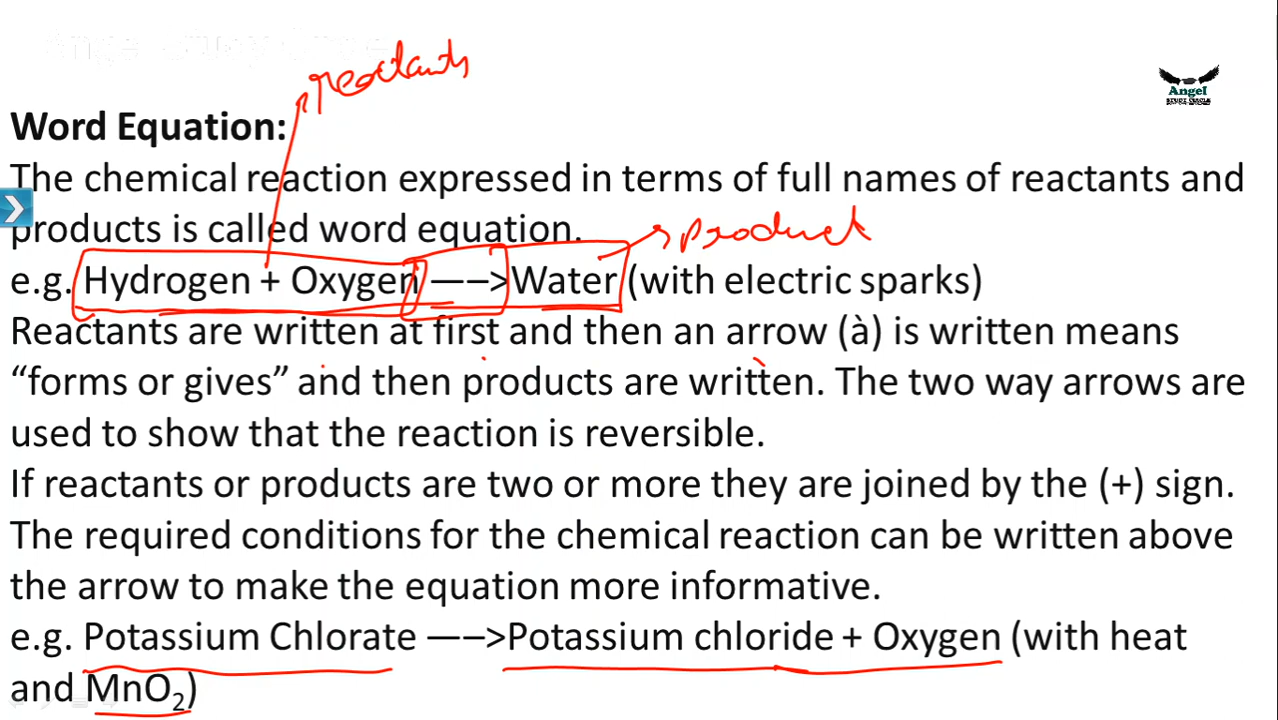 reactants
Angel
Word Equation:
The chemical reaction expressed in terms of full names of reactants and
products is called word equation.
product
e.g. Hydrogen + Oxygen —–>Water (with electric sparks)
Reactants are written at first and then an arrow (à) is written means
“forms or gives” and then products are written. The two way arrows are
used to show that the reaction is reversible.
If reactants or products are two or more they are joined by the (+) sign.
The required conditions for the chemical reaction can be written above
the arrow to make the equation more informative.
e.g. Potassium Chlorate —–>Potassium chloride + Oxygen (with heat
and MnO₂)